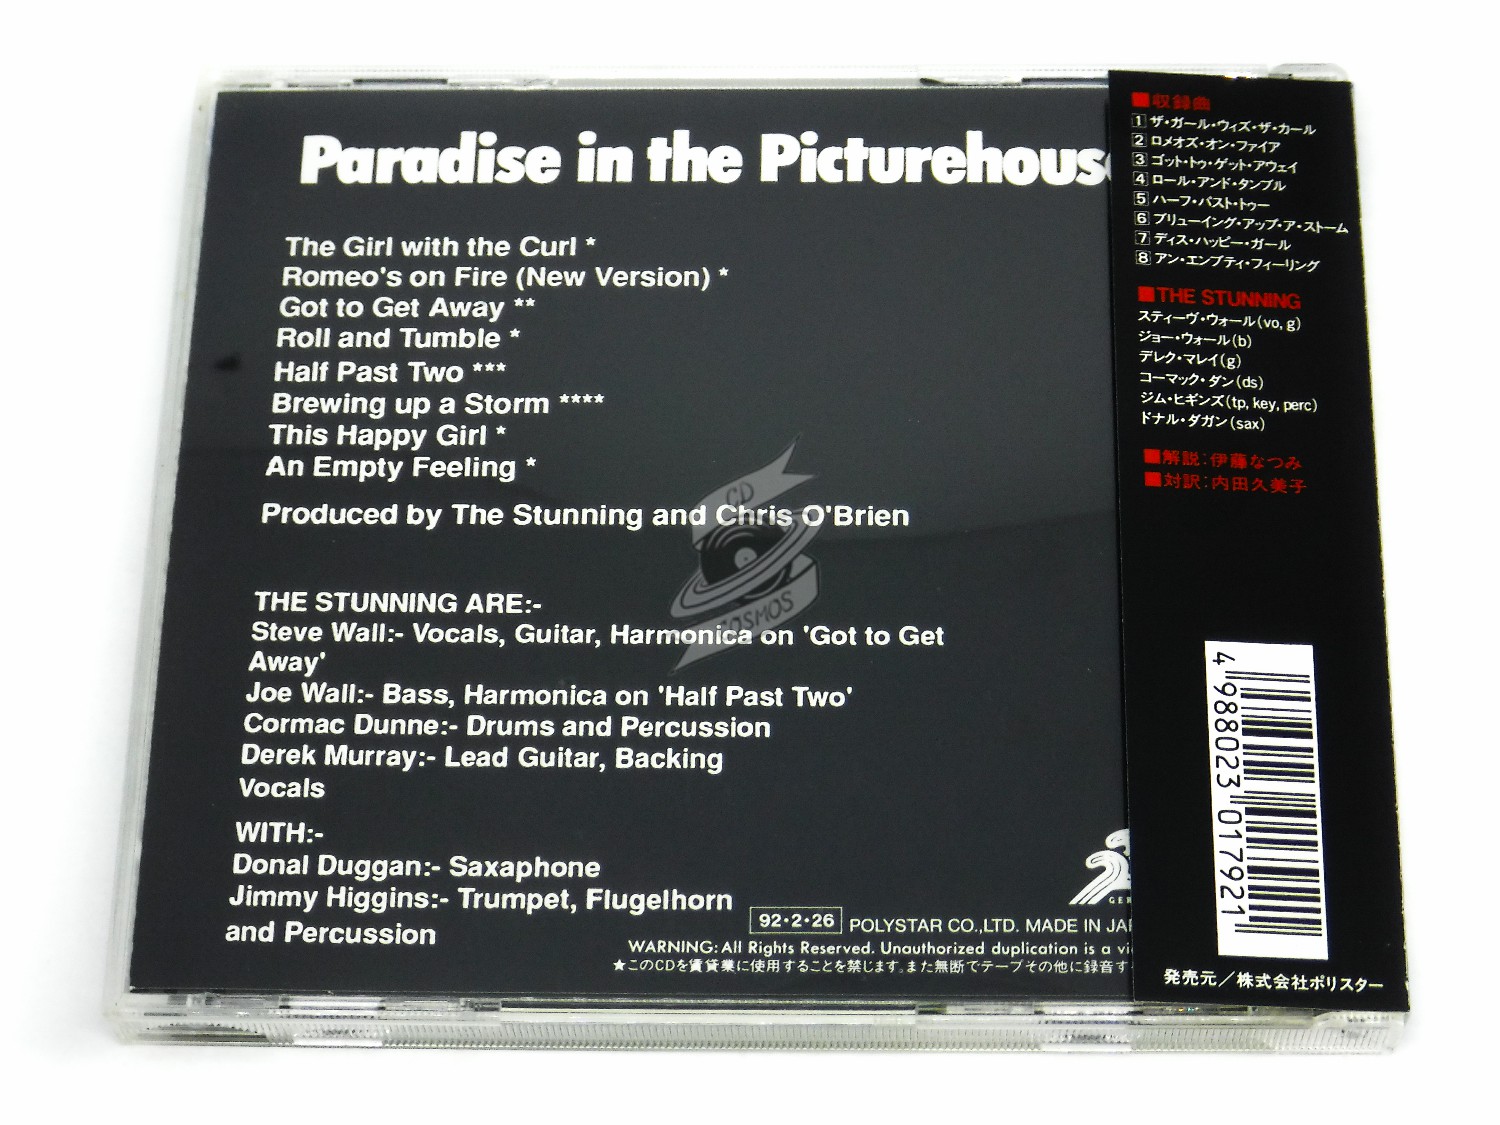 Paradise in the Picturehouse
The Girl with the Curl *
Romeo's on Fire (New Version) *
Got to Get Away **
Roll and Tumble *
Half Past Two ***
Brewing up a Storm ****
This Happy Girl *
An Empty Feeling *
Produced by The Stunning and Chris O'Brien
THE STUNNING ARE:-
Steve Wall:- Vocals, Guitar, Harmonica on 'Got to Get
Away'
Joe Wall:- Bass, Harmonica on 'Half Past Two'
Cormac Dunne:- Drums and Percussion
Derek Murray:- Lead Guitar, Backing
Vocals
WITH:-
Donal Duggan:- Saxaphone
Jimmy Higgins:- Trumpet, Flugelhorn
and Percussion
92・2・26 POLYSTAR CO.,LTD. MADE IN
WARNING: All Rights Reserved. Unauthorized duplication is a
★このCDを賃貸業に使用することを禁じます。また無断でテープその他に録音す
CD
COSMOS
■収録曲
1 ザ・ガール・ウィズ・ザ・カール
2 ロメオズ・オン・ファイア
3 ゴット・トゥ・ゲット・アウェイ
4 ロール・アンド・タンブル
5 ハーフ・パスト・トゥー
6 ブリューイング・アップ・ア・ストーム
7 ディス・ハッピー・ガール
8 アン・エンプティ・フィーリング
■THE STUNNING
スティーヴ・ウォール(vo, g)
ジョー・ウォール(b)
デレク・マレイ(g)
コーマック・ダン(ds)
ジム・ヒギンズ(tp, key, perc)
ドナル・ダガン(sax)
■解説:伊藤なつみ
■対訳:内田久美子
4 988023 017921
発売元／株式会社ポリスター